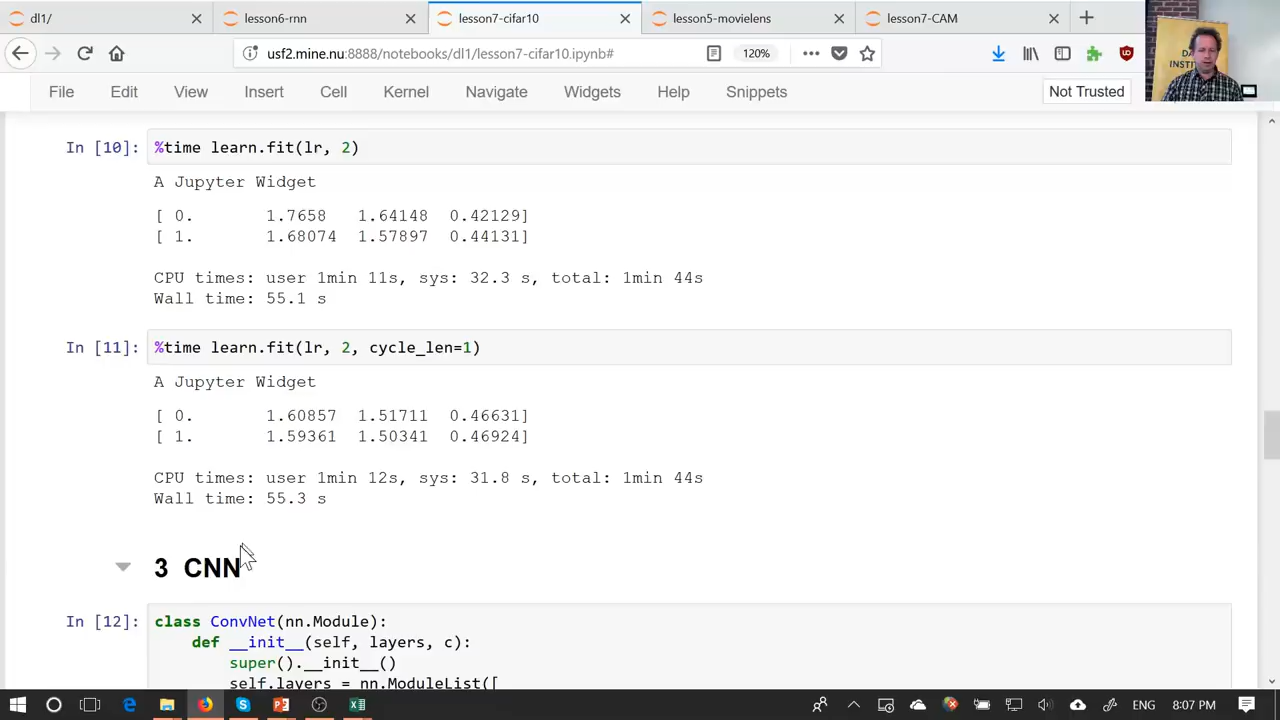 dl1/
lesson6-rnn
lesson7-cifar10
lesson5-movielens
lesson7-CAM
usf2.mine.nu:8888/notebooks/dl1/lesson7-cifar10.ipynb#
120%
File Edit View Insert Cell Kernel Navigate Widgets Help Snippets
Not Trusted
In [10]: %time learn.fit(lr, 2)
A Jupyter Widget
[ 0. 1.7658 1.64148 0.42129]
[ 1. 1.68074 1.57897 0.44131]
CPU times: user 1min 11s, sys: 32.3 s, total: 1min 44s
Wall time: 55.1 s
In [11]: %time learn.fit(lr, 2, cycle_len=1)
A Jupyter Widget
[ 0. 1.60857 1.51711 0.46631]
[ 1. 1.59361 1.50341 0.46924]
CPU times: user 1min 12s, sys: 31.8 s, total: 1min 44s
Wall time: 55.3 s
3 CNN
In [12]: class ConvNet(nn.Module):
def __init__(self, layers, c):
super().__init__()
self.layers = nn.ModuleList([
ENG 8:07 PM